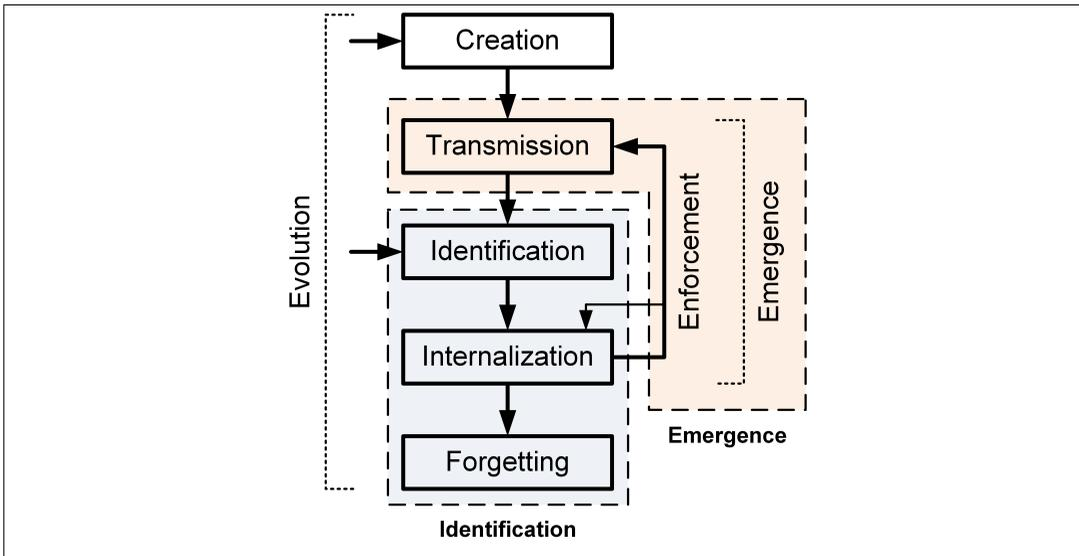 Creation
Transmission
Evolution
Identification
Enforcement
Emergence
Internalization
Emergence
Forgetting
Identification